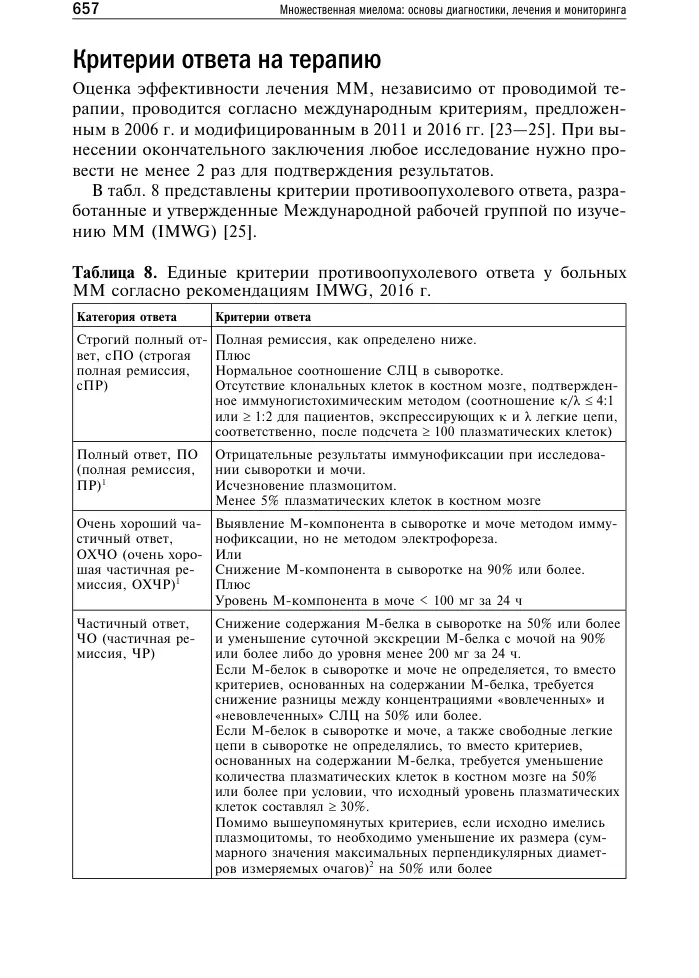 657
Множественная миелома: основы диагностики, лечения и мониторинга
Критерии ответа на терапию
Оценка эффективности лечения ММ, независимо от проводимой те-
рапии, проводится согласно международным критериям, предложен-
ным в 2006 г. и модифицированным в 2011 и 2016 гг. [23—25]. При вы-
несении окончательного заключения любое исследование нужно про-
вести не менее 2 раз для подтверждения результатов.
В табл. 8 представлены критерии противоопухолевого ответа, разра-
ботанные и утвержденные Международной рабочей группой по изуче-
нию ММ (IMWG) [25].
Таблица 8. Единые критерии противоопухолевого ответа у больных
ММ согласно рекомендациям IMWG, 2016 г.
Категория ответа
Критерии ответа
Строгий полный от-
вет, сПО (строгая
полная ремиссия,
сПР)
Полная ремиссия, как определено ниже.
Плюс
Нормальное соотношение СЛЦ в сыворотке.
Отсутствие клональных клеток в костном мозге, подтвержден-
ное иммуногистохимическим методом (соотношение κ/λ ≤ 4:1
или ≥ 1:2 для пациентов, экспрессирующих κ и λ легкие цепи,
соответственно, после подсчета ≥ 100 плазматических клеток)
Полный ответ, ПО
(полная ремиссия,
ПР)¹
Отрицательные результаты иммунофиксации при исследова-
нии сыворотки и мочи.
Исчезновение плазмоцитом.
Менее 5% плазматических клеток в костном мозге
Очень хороший ча-
стичный ответ,
ОХЧО (очень хоро-
шая частичная ре-
миссия, ОХЧР)¹
Выявление М-компонента в сыворотке и моче методом имму-
нофиксации, но не методом электрофореза.
Или
Снижение М-компонента в сыворотке на 90% или более.
Плюс
Уровень М-компонента в моче < 100 мг за 24 ч
Частичный ответ,
ЧО (частичная ре-
миссия, ЧР)
Снижение содержания М-белка в сыворотке на 50% или более
и уменьшение суточной экскреции М-белка с мочой на 90%
или более либо до уровня менее 200 мг за 24 ч.
Если М-белок в сыворотке и моче не определяется, то вместо
критериев, основанных на содержании М-белка, требуется
снижение разницы между концентрациями «вовлеченных» и
«невовлеченных» СЛЦ на 50% или более.
Если М-белок в сыворотке и моче, а также свободные легкие
цепи в сыворотке не определялись, то вместо критериев,
основанных на содержании М-белка, требуется уменьшение
количества плазматических клеток в костном мозге на 50%
или более при условии, что исходный уровень плазматических
клеток составлял ≥ 30%.
Помимо вышеупомянутых критериев, если исходно имелись
плазмоцитомы, то необходимо уменьшение их размера (сум-
марного значения максимальных перпендикулярных диамет-
ров измеряемых очагов)² на 50% или более